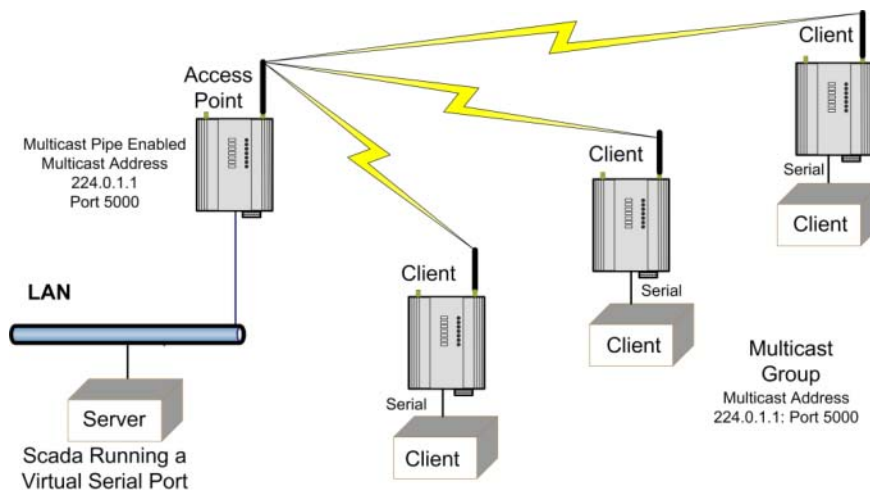 Client
Access
Point
Multicast Pipe Enabled
Multicast Address
224.0.1.1
Port 5000
Client
Serial
Client
Client
Serial
Client
LAN
Client
Serial
Client
Server
Scada Running a
Virtual Serial Port
Multicast
Group
Multicast Address
224.0.1.1: Port 5000